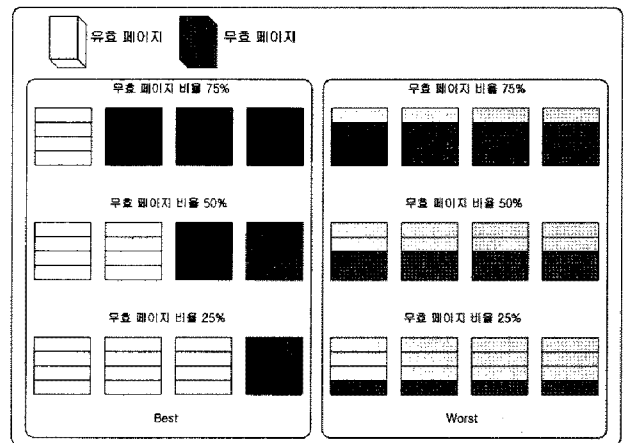 유효 페이지
무효 페이지
무효 페이지 비율 75%
무효 페이지 비율 50%
무효 페이지 비율 25%
Best
무효 페이지 비율 75%
무효 페이지 비율 50%
무효 페이지 비율 25%
Worst